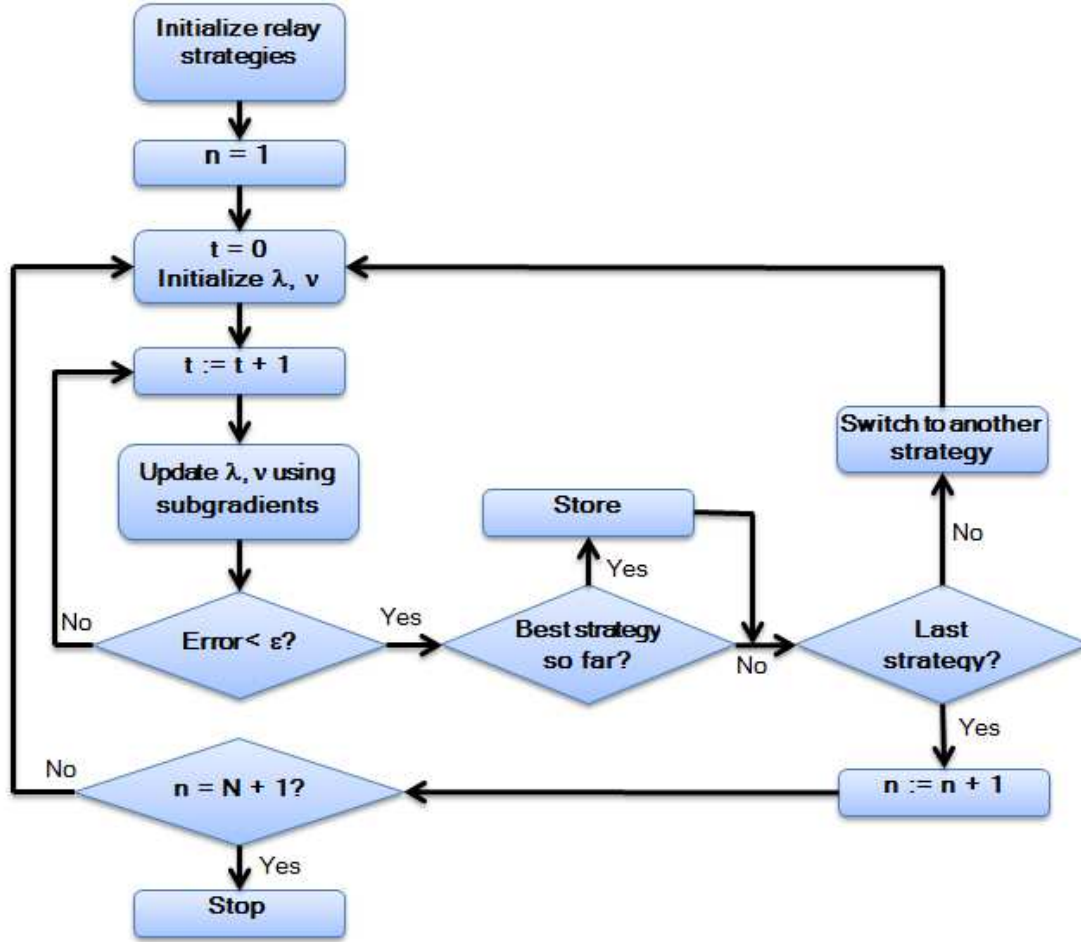 Initialize relay
strategies
n = 1
t = 0
Initialize λ, ν
t := t + 1
Update λ, ν using
subgradients
Error< ε?
No
Yes
Best strategy
so far?
Yes
Store
No
Last
strategy?
No
Switch to another
strategy
Yes
n := n + 1
n = N + 1?
No
Yes
Stop